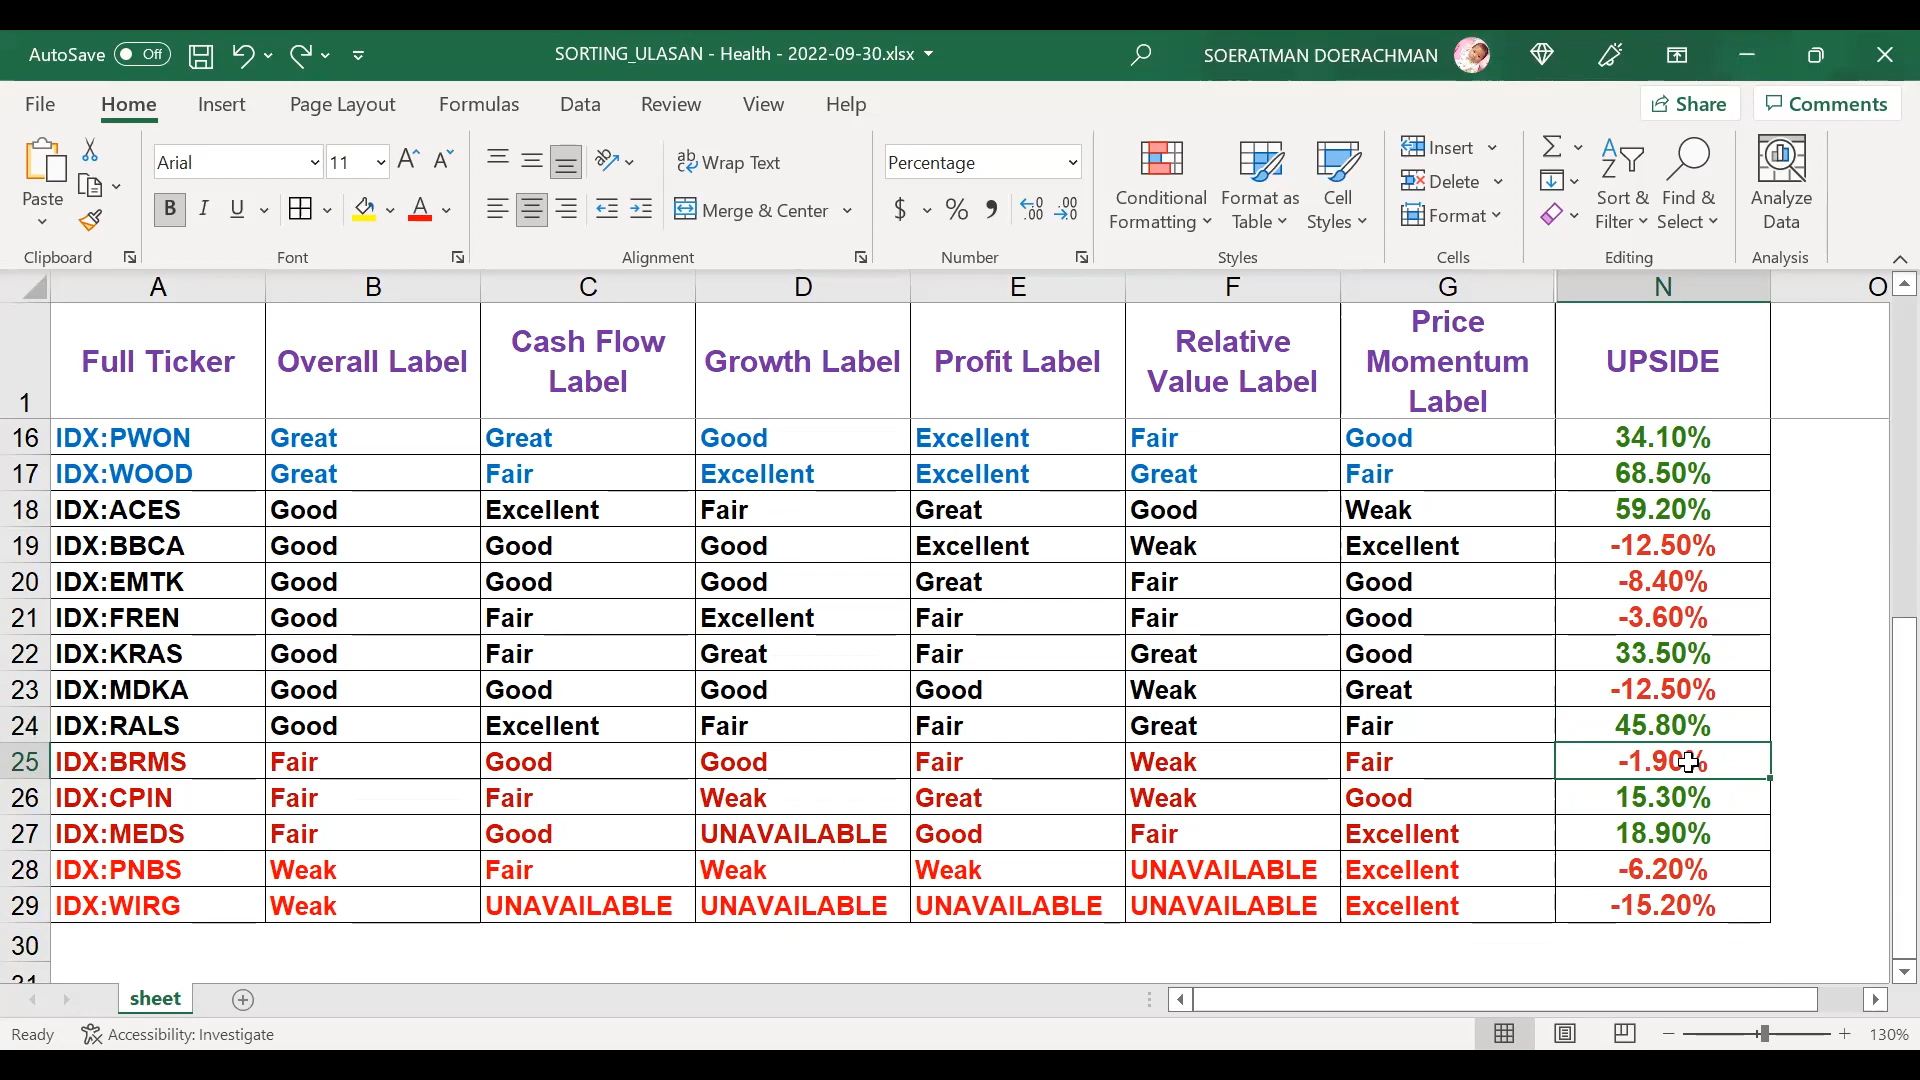 AutoSave Off SORTING_ULASAN - Health - 2022-09-30.xlsx SOERATMAN DOERACHMAN
File Home Insert Page Layout Formulas Data Review View Help Share Comments
Paste
Arial 11
B I U A
ab Wrap Text
Merge & Center
Percentage
$ % 9 .00 .00
Conditional Formatting
Format as Table
Cell Styles
Insert
Delete
Format
Sort & Filter
Find & Select
Analyze Data
Clipboard Font Alignment Number Styles Cells Editing Analysis
A B C D E F G N O
1 Full Ticker Overall Label Cash Flow Label Growth Label Profit Label Relative Value Label Price Momentum Label UPSIDE
16 IDX:PWON Great Great Good Excellent Fair Good 34.10%
17 IDX:WOOD Great Fair Excellent Excellent Great Fair 68.50%
18 IDX:ACES Good Excellent Fair Great Good Weak 59.20%
19 IDX:BBCA Good Good Good Excellent Weak Excellent -12.50%
20 IDX:EMTK Good Good Good Great Fair Good -8.40%
21 IDX:FREN Good Fair Excellent Fair Fair Good -3.60%
22 IDX:KRAS Good Fair Great Fair Great Good 33.50%
23 IDX:MDKA Good Good Good Good Weak Great -12.50%
24 IDX:RALS Good Excellent Fair Fair Great Fair 45.80%
25 IDX:BRMS Fair Good Good Fair Weak Fair -1.90%
26 IDX:CPIN Fair Fair Weak Great Weak Good 15.30%
27 IDX:MEDS Fair Good UNAVAILABLE Good Fair Excellent 18.90%
28 IDX:PNBS Weak Fair Weak Weak UNAVAILABLE Excellent -6.20%
29 IDX:WIRG Weak UNAVAILABLE UNAVAILABLE UNAVAILABLE UNAVAILABLE Excellent -15.20%
30
31
sheet
Ready Accessibility: Investigate 130%